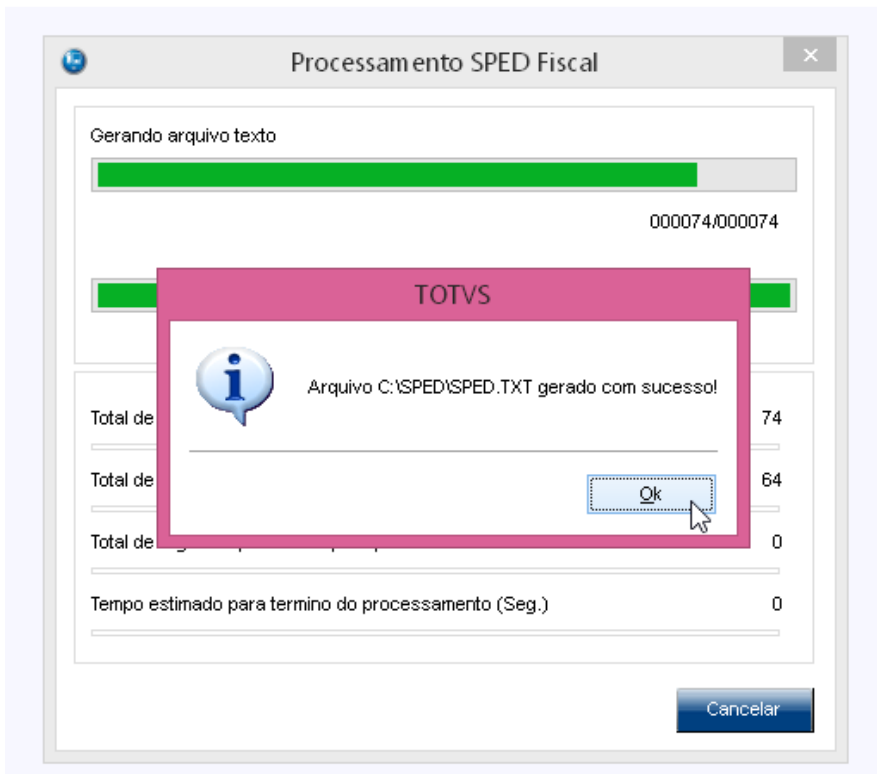 Processamento SPED Fiscal
Gerando arquivo texto
000074/000074
TOTVS
Arquivo C:\SPED\SPED.TXT gerado com sucesso!
Ok
Total de 74
Total de 64
Total de 0
Tempo estimado para termino do processamento (Seg.) 0
Cancelar